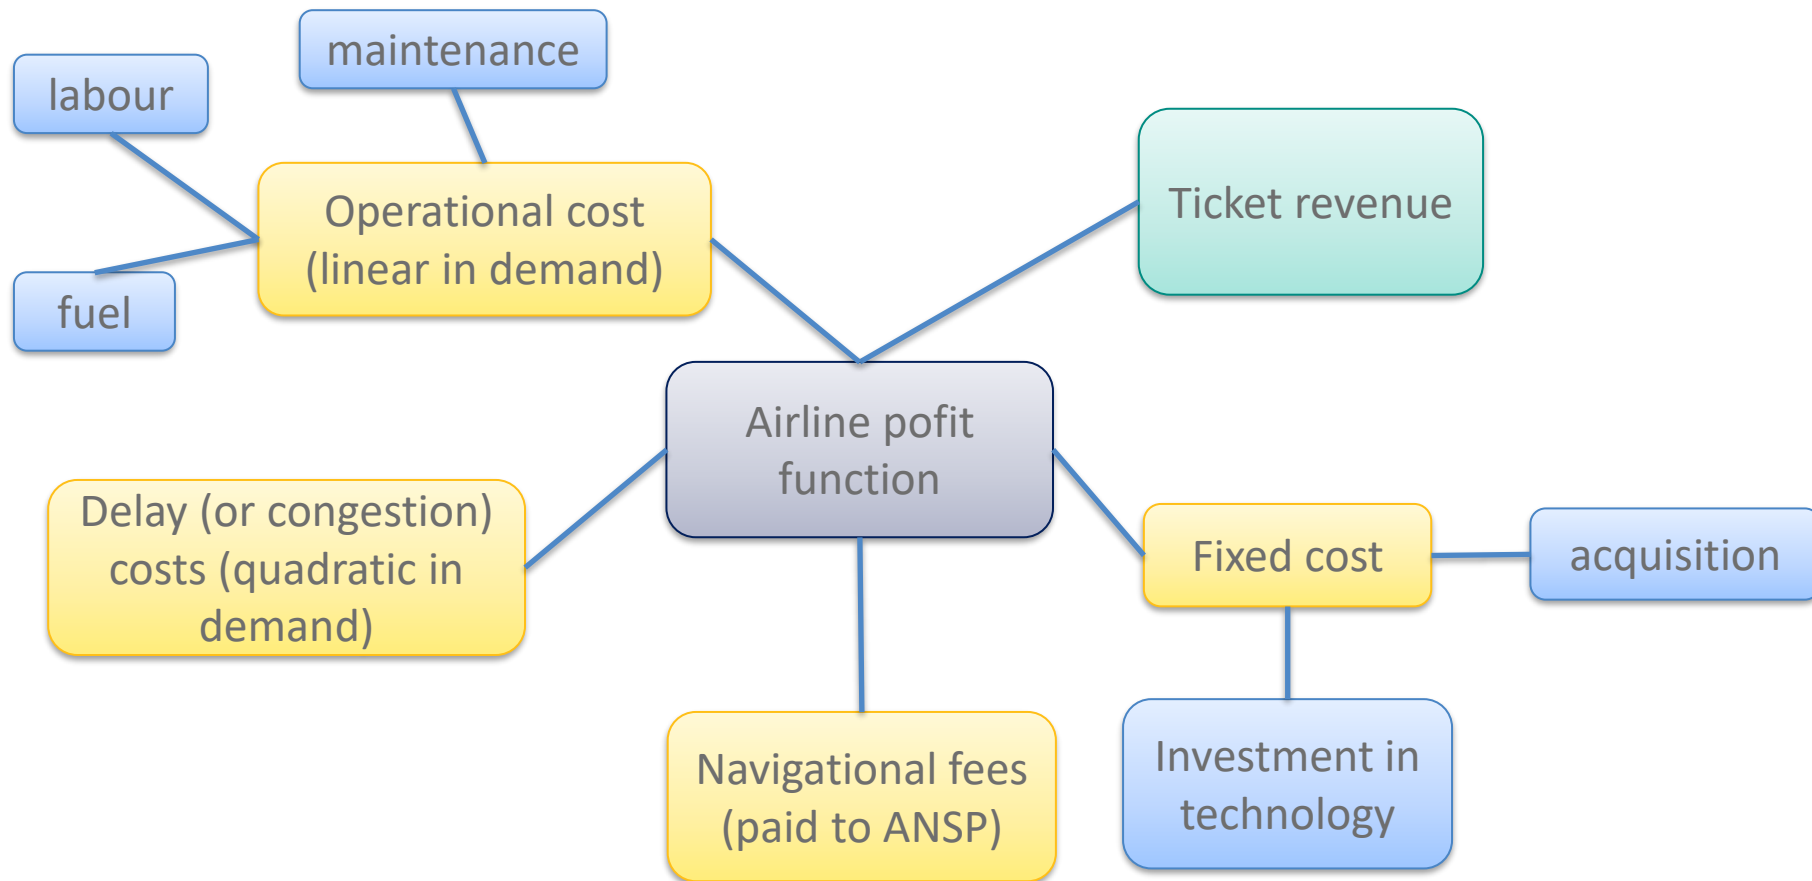 maintenance
labour
Operational cost
(linear in demand)
fuel
Ticket revenue
Airline pofit
function
Delay (or congestion)
costs (quadratic in
demand)
Fixed cost
acquisition
Navigational fees
(paid to ANSP)
Investment in
technology